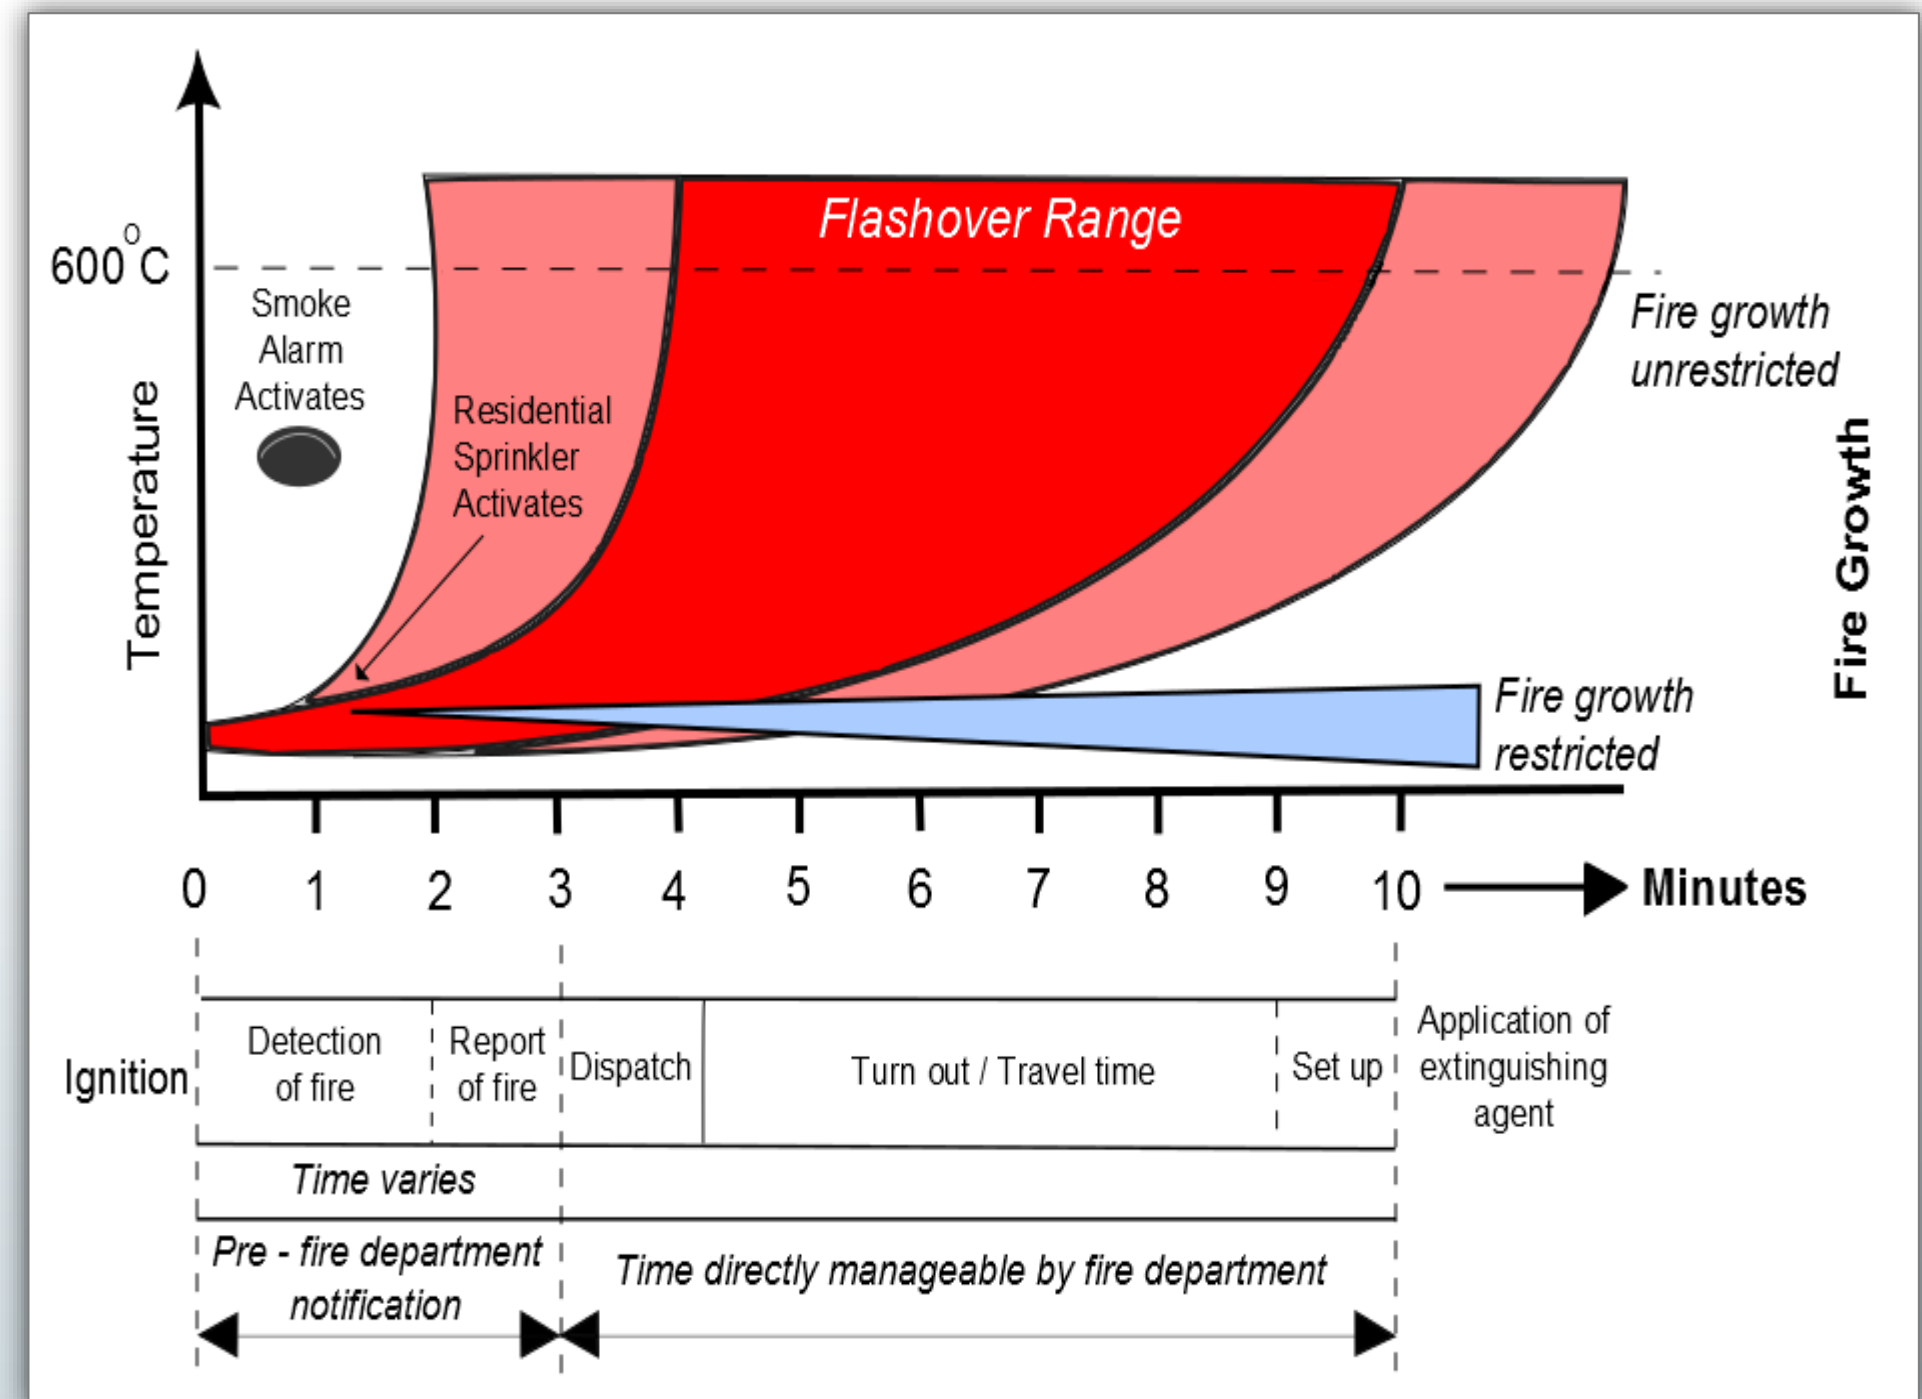 Flashover Range
600°C
Smoke
Alarm
Activates
Residential
Sprinkler
Activates
Temperature
Fire growth
unrestricted
Fire Growth
Fire growth
restricted
0 1 2 3 4 5 6 7 8 9 10 Minutes
Ignition
Detection
of fire
Report
of fire
Dispatch
Turn out / Travel time
Set up
Application of
extinguishing
agent
Time varies
Pre - fire department
notification
Time directly manageable by fire department